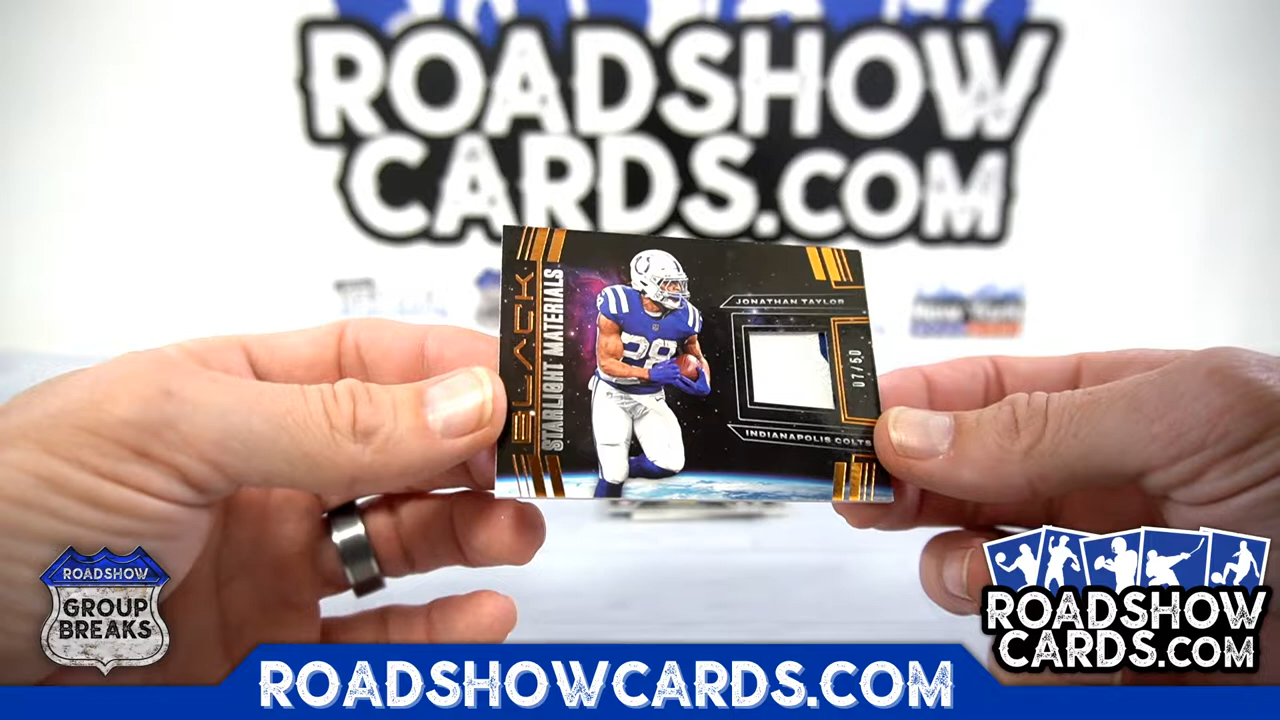 ROADSHOW
CARDS.COM
BLACK
STARLIGHT MATERIALS
28
JONATHAN TAYLOR
07/50
INDIANAPOLIS COLTS
ROADSHOW
GROUP
BREAKS
ROADSHOW
CARDS.COM
ROADSHOWCARDS.COM